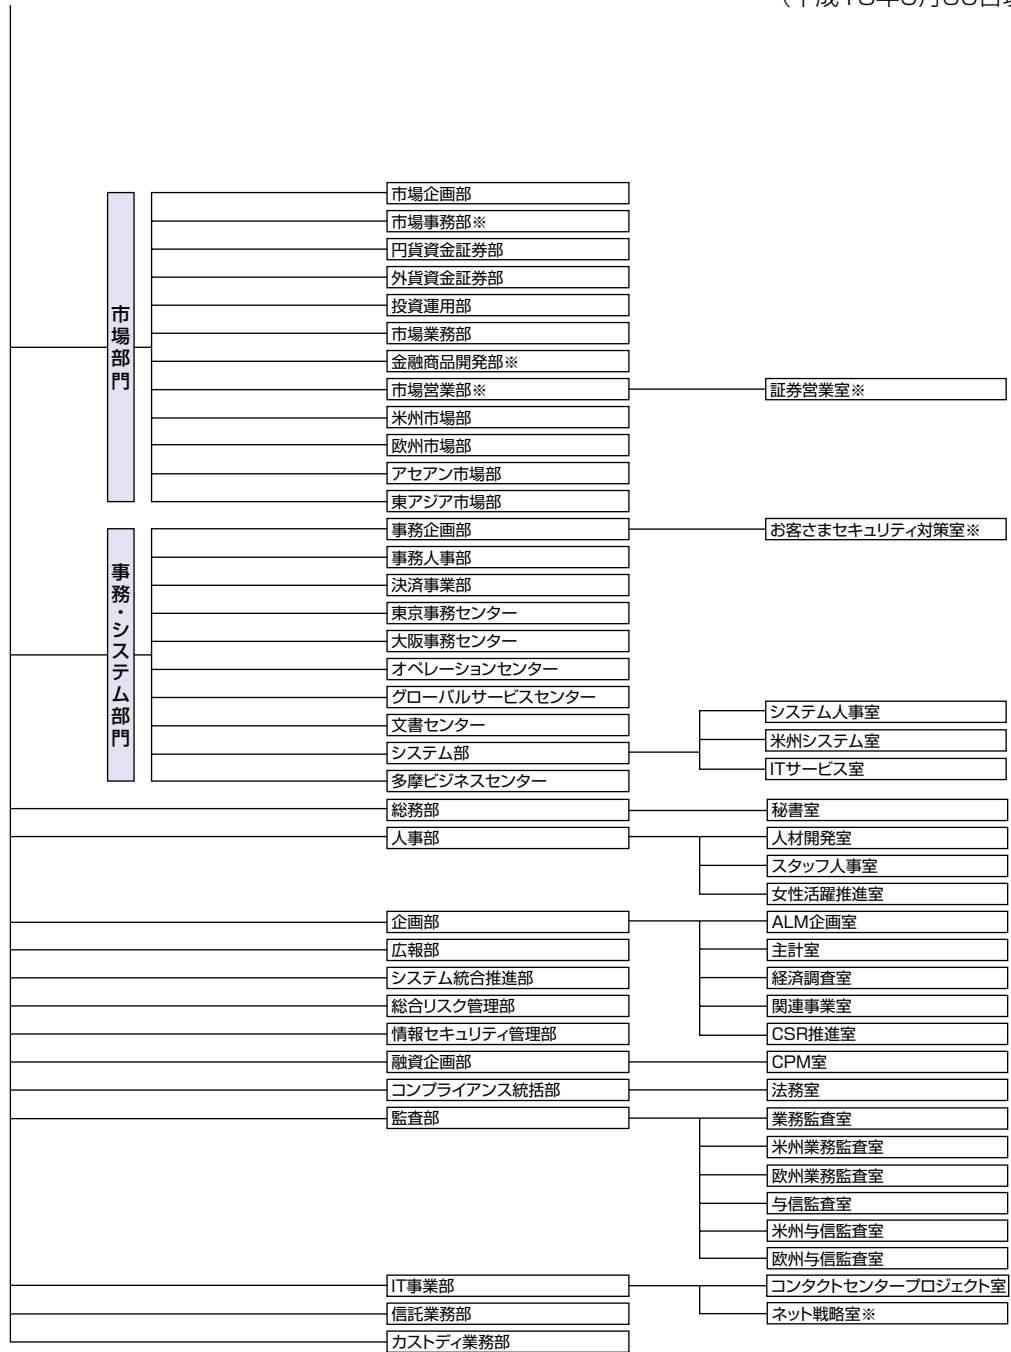 市場部門
市場企画部
市場事務部※
円貨資金証券部
外貨資金証券部
投資運用部
市場業務部
金融商品開発部※
市場営業部※
証券営業室※
米州市場部
欧州市場部
アセアン市場部
東アジア市場部
事務・システム部門
事務企画部
お客さまセキュリティ対策室※
事務人事部
決済事業部
東京事務センター
大阪事務センター
オペレーションセンター
グローバルサービスセンター
文書センター
システム部
システム人事室
米州システム室
ITサービス室
多摩ビジネスセンター
総務部
秘書室
人事部
人材開発室
スタッフ人事室
女性活躍推進室
企画部
ALM企画室
広報部
主計室
システム統合推進部
経済調査室
総合リスク管理部
関連事業室
情報セキュリティ管理部
CSR推進室
融資企画部
CPM室
コンプライアンス統括部
法務室
監査部
業務監査室
米州業務監査室
欧州業務監査室
与信監査室
米州与信監査室
欧州与信監査室
IT事業部
コンタクトセンタープロジェクト室
信託業務部
ネット戦略室※
カストディ業務部